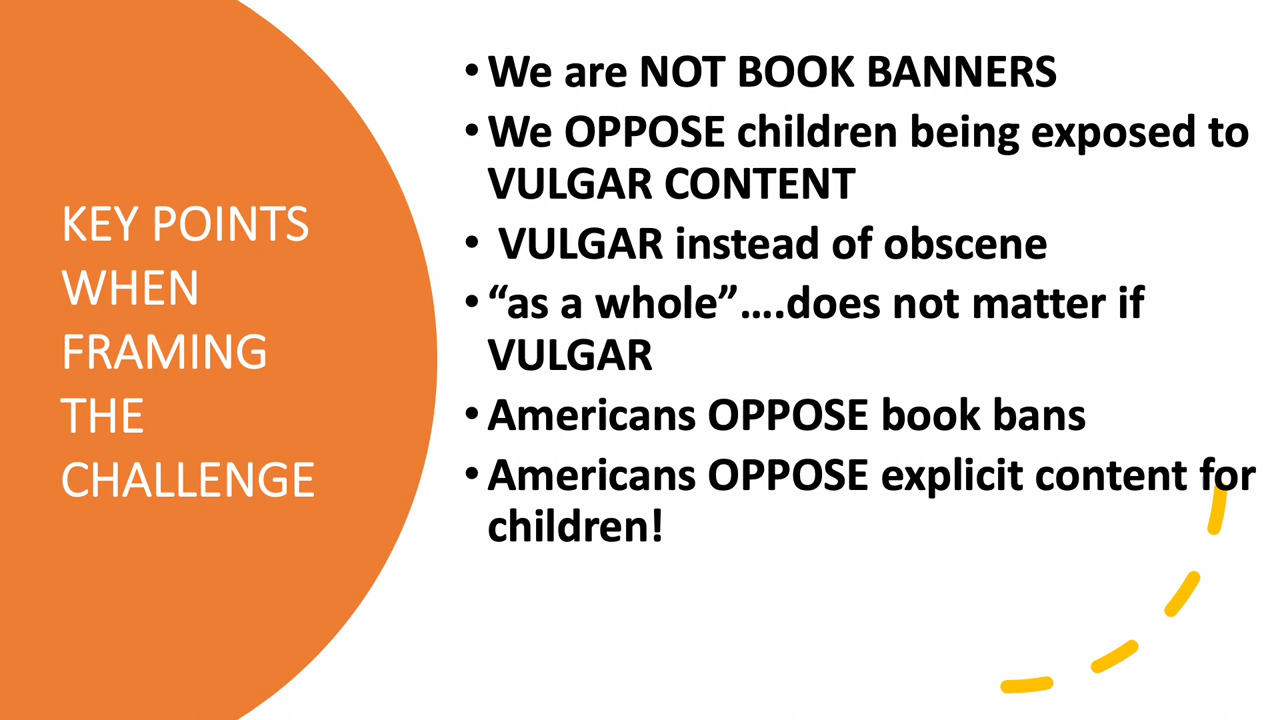 KEY POINTS
WHEN
FRAMING
THE
CHALLENGE
• We are NOT BOOK BANNERS
• We OPPOSE children being exposed to
VULGAR CONTENT
• VULGAR instead of obscene
• “as a whole”....does not matter if
VULGAR
• Americans OPPOSE book bans
• Americans OPPOSE explicit content for
children!